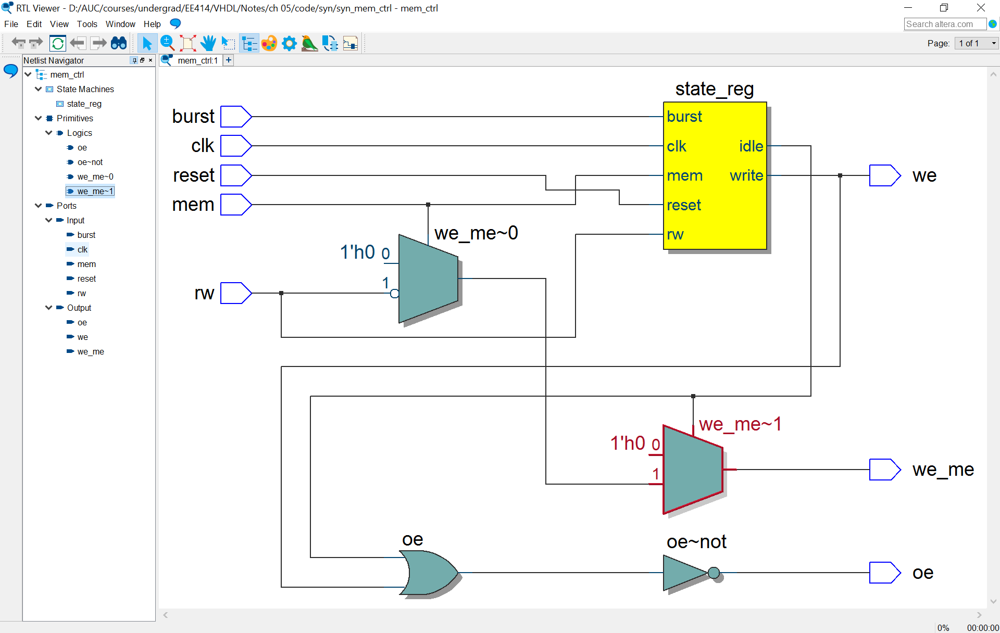 RTL Viewer - D:/AUC/courses/undergrad/EE414/VHDL/Notes/ch 05/code/syn/syn_mem_ctrl - mem_ctrl
File Edit View Tools Window Help
Search altera.com
Page: 1 of 1
Netlist Navigator
mem_ctrl:1
+
mem_ctrl
State Machines
state_reg
Primitives
Logics
oe
oe~not
we_me~0
we_me~1
Ports
Input
burst
clk
mem
reset
rw
Output
oe
we
we_me
state_reg
burst
burst
clk
clk
idle
reset
mem
write
we
mem
reset
we_me~0
rw
1'h0 0
1
rw
we_me~1
1'h0 0
1
we_me
oe
oe~not
oe
0%
00:00:00